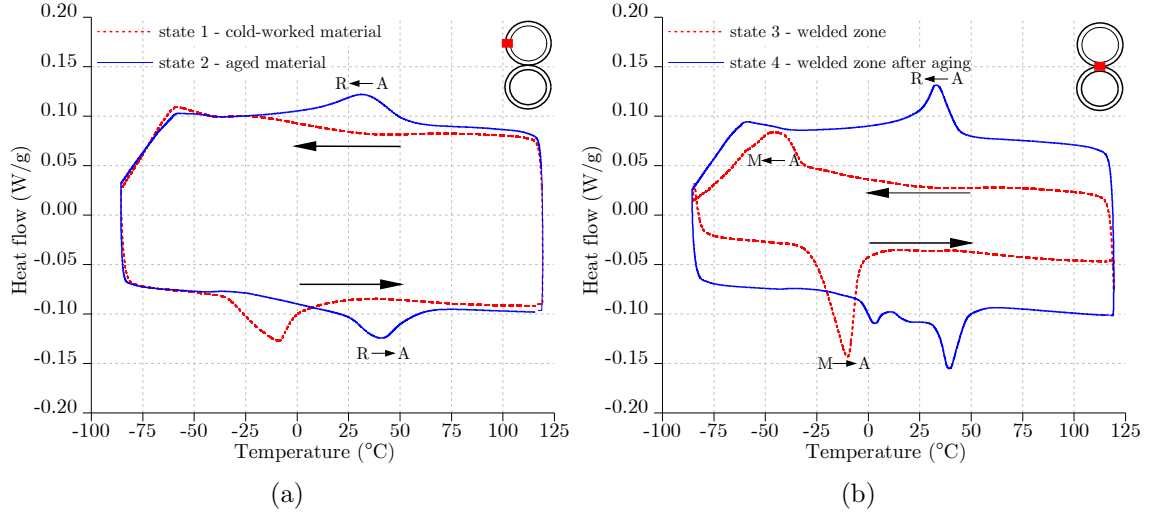 0.20
0.15
0.10
0.05
0.00
-0.05
-0.10
-0.15
-0.20
Heat flow (W/g)
state 1 - cold-worked material
state 2 - aged material
R A
R A
-100 -75 -50 -25 0 25 50 75 100 125
Temperature (°C)
(a)
0.20
0.15
0.10
0.05
0.00
-0.05
-0.10
-0.15
-0.20
Heat flow (W/g)
state 3 - welded zone
state 4 - welded zone after aging
R A
M A
M A
-100 -75 -50 -25 0 25 50 75 100 125
Temperature (°C)
(b)